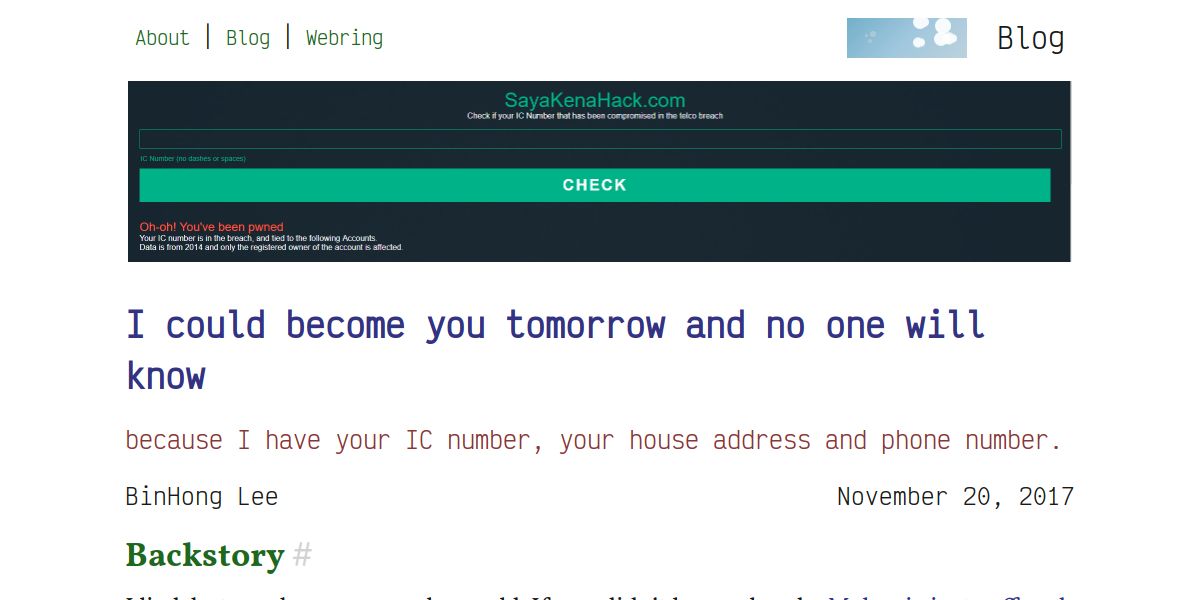 About | Blog | Webring
Blog
SayaKenaHack.com
Check if your IC Number that has been compromised in the telco breach
IC Number (no dashes or spaces)
CHECK
Oh-oh! You've been pwned
Your IC number is in the breach, and tied to the following Accounts.
Data is from 2014 and only the registered owner of the account is affected.
I could become you tomorrow and no one will
know
because I have your IC number, your house address and phone number.
BinHong Lee
November 20, 2017
Backstory #